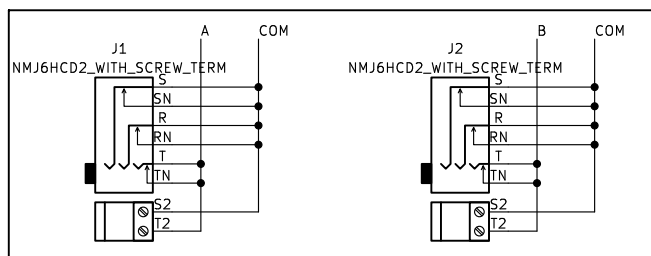 A COM
J1
NMJ6HCD2_WITH_SCREW_TERM
S
SN
R
RN
T
TN
S2
T2
B COM
J2
NMJ6HCD2_WITH_SCREW_TERM
S
SN
R
RN
T
TN
S2
T2